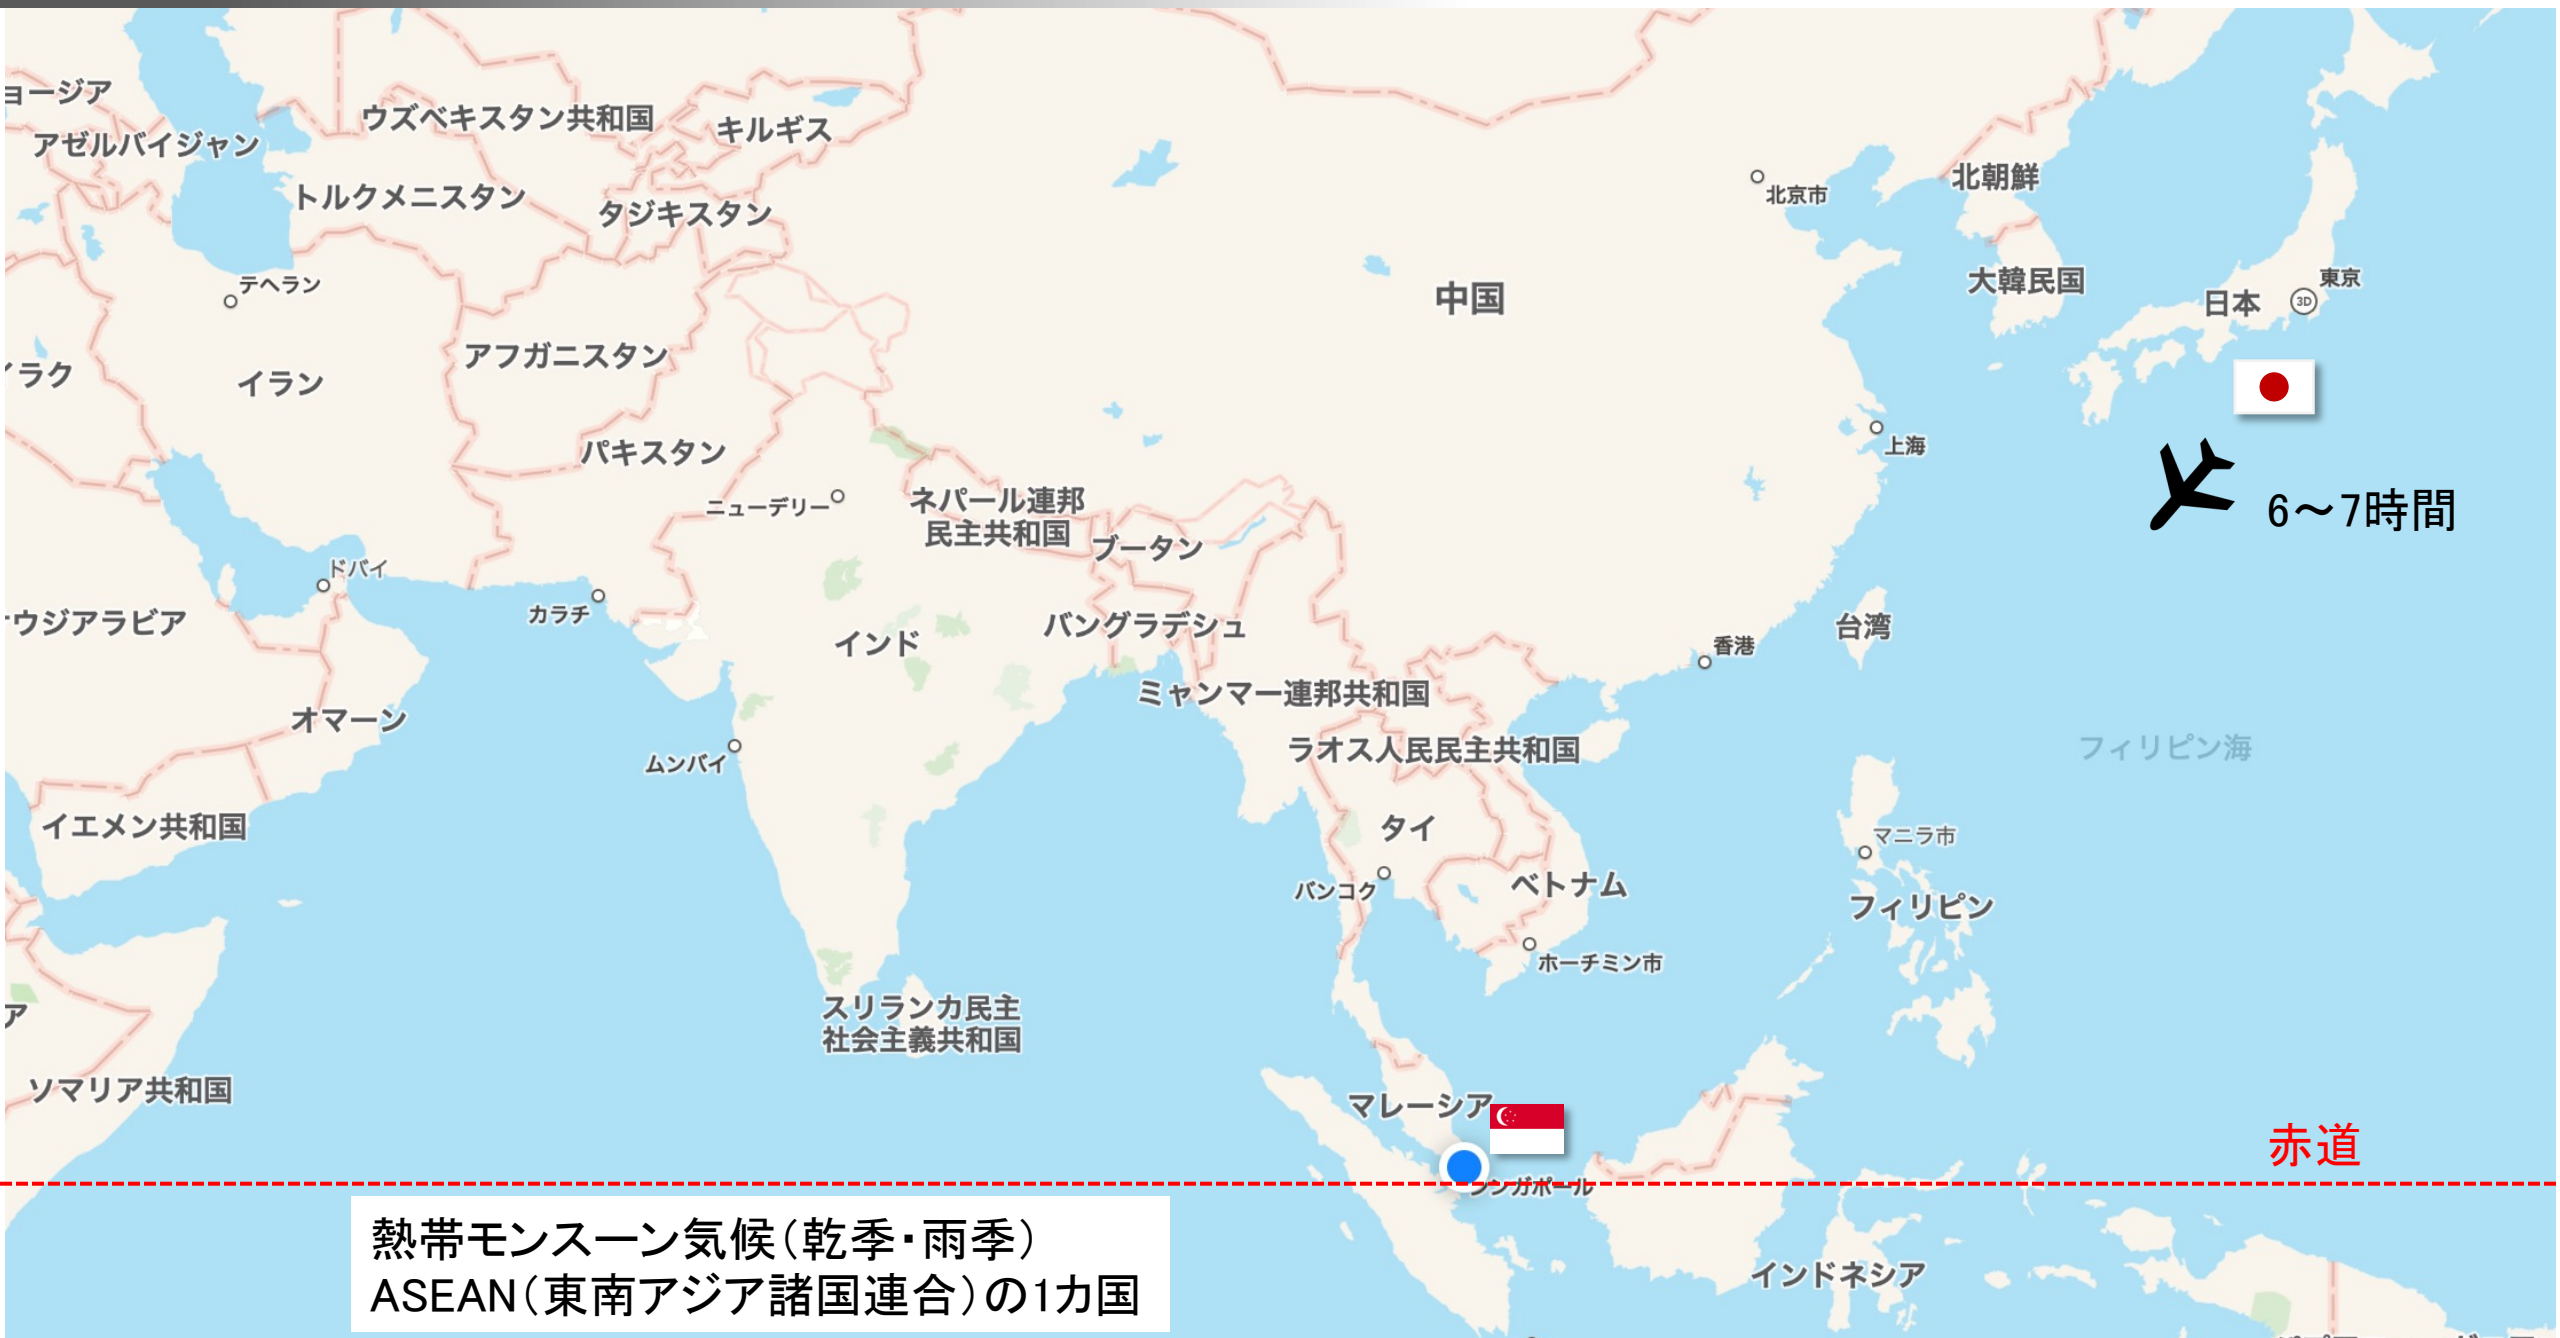 ョージア
アゼルバイジャン
ウズベキスタン共和国
キルギス
トルクメニスタン
タジキスタン
北京市
北朝鮮
テヘラン
イラン
アフガニスタン
中国
大韓民国
日本
3D
東京
イラク
パキスタン
上海
ニューデリー
ネパール連邦
民主共和国
ブータン
6～7時間
ドバイ
カラチ
ウジアラビア
インド
バングラデシュ
香港
台湾
オマーン
ミャンマー連邦共和国
ムンバイ
ラオス人民民主共和国
フィリピン海
イエメン共和国
タイ
マニラ市
バンコク
ベトナム
フィリピン
ホーチミン市
スリランカ民主
社会主義共和国
ア
ソマリア共和国
マレーシア
赤道
シンガポール
熱帯モンスーン気候（乾季・雨季）
ASEAN（東南アジア諸国連合）の1カ国
インドネシア